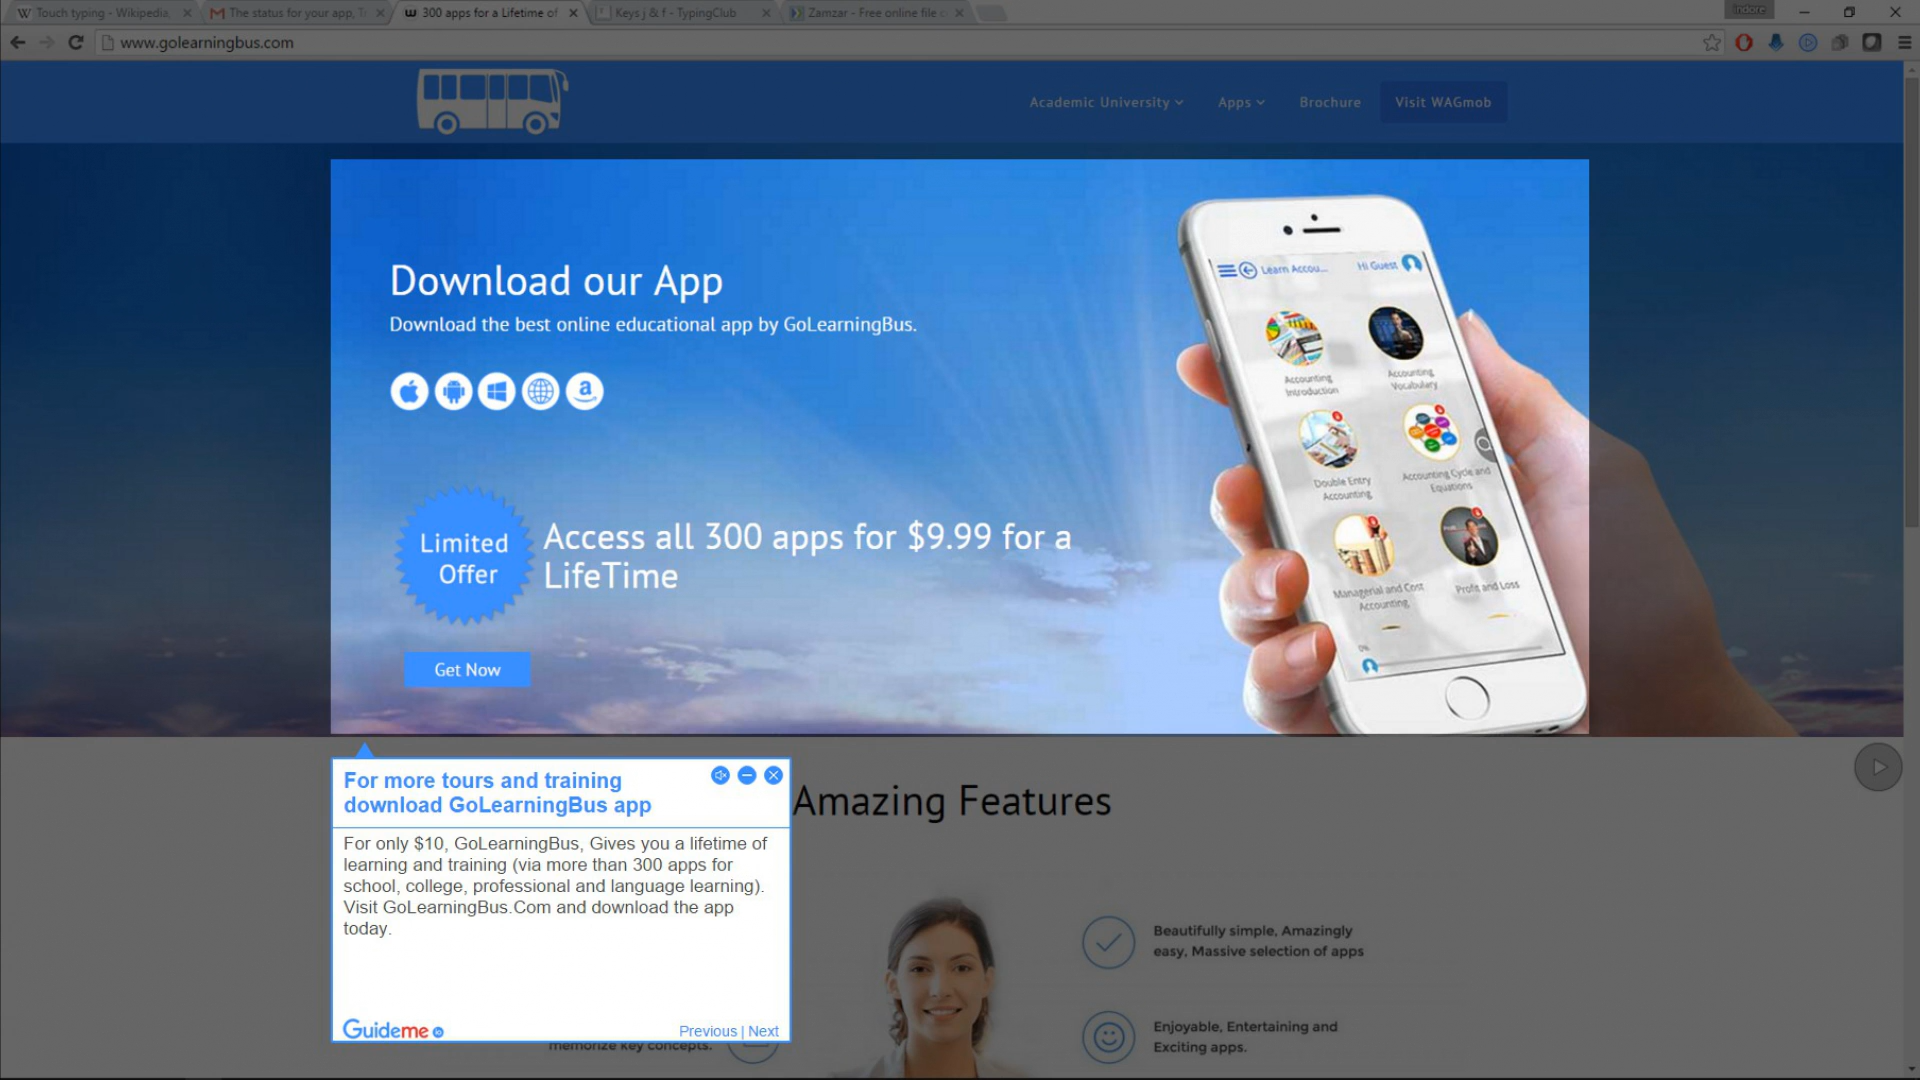 Touch typing - Wikipedia,
The status for your app, T
300 apps for a Lifetime of
Keys j & f - TypingClub
Zamzar - Free online file c
Indore
www.golearningbus.com
Academic University
Apps
Brochure
Visit WAGmob
Download our App
Download the best online educational app by GoLearningBus.
Limited
Offer
Access all 300 apps for $9.99 for a
LifeTime
Get Now
Learn Accou...
Hi Guest
Accounting
Introduction
Accounting
Vocabulary
Double Entry
Accounting
Accounting Cycle and
Equations
Managerial and Cost
Accounting
Profit and Loss
0%
For more tours and training
download GoLearningBus app
For only $10, GoLearningBus, Gives you a lifetime of
learning and training (via more than 300 apps for
school, college, professional and language learning).
Visit GoLearningBus.Com and download the app
today.
Guideme io
Previous | Next
Amazing Features
memorize key concepts.
Beautifully simple, Amazingly
easy, Massive selection of apps
Enjoyable, Entertaining and
Exciting apps.